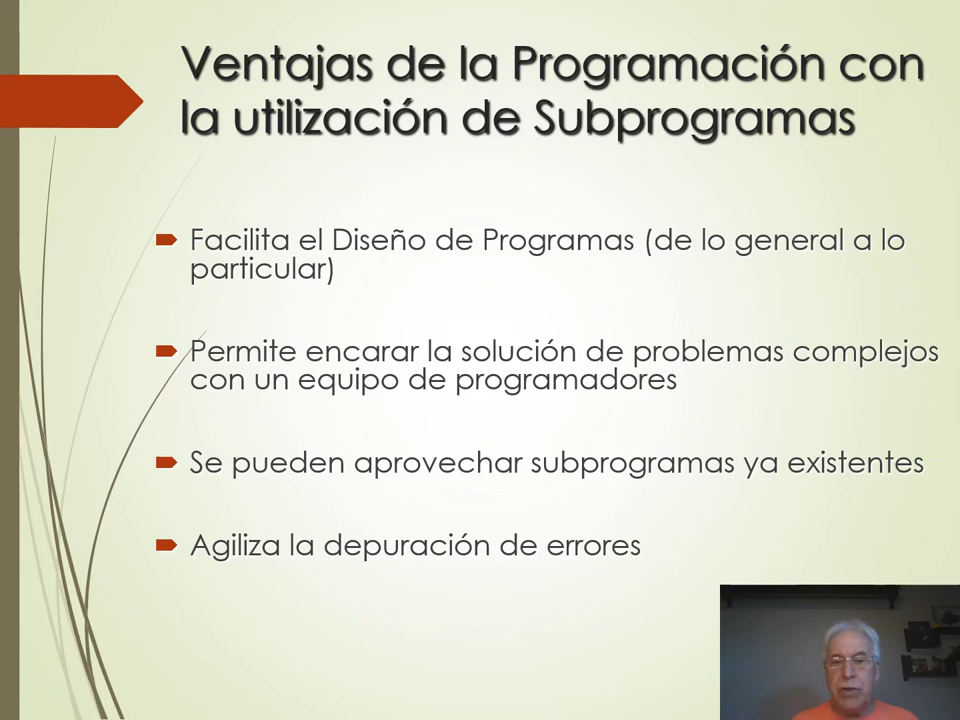 Ventajas de la Programación con
la utilización de Subprogramas
Facilita el Diseño de Programas (de lo general a lo
particular)
Permite encarar la solución de problemas complejos
con un equipo de programadores
Se pueden aprovechar subprogramas ya existentes
Agiliza la depuración de errores